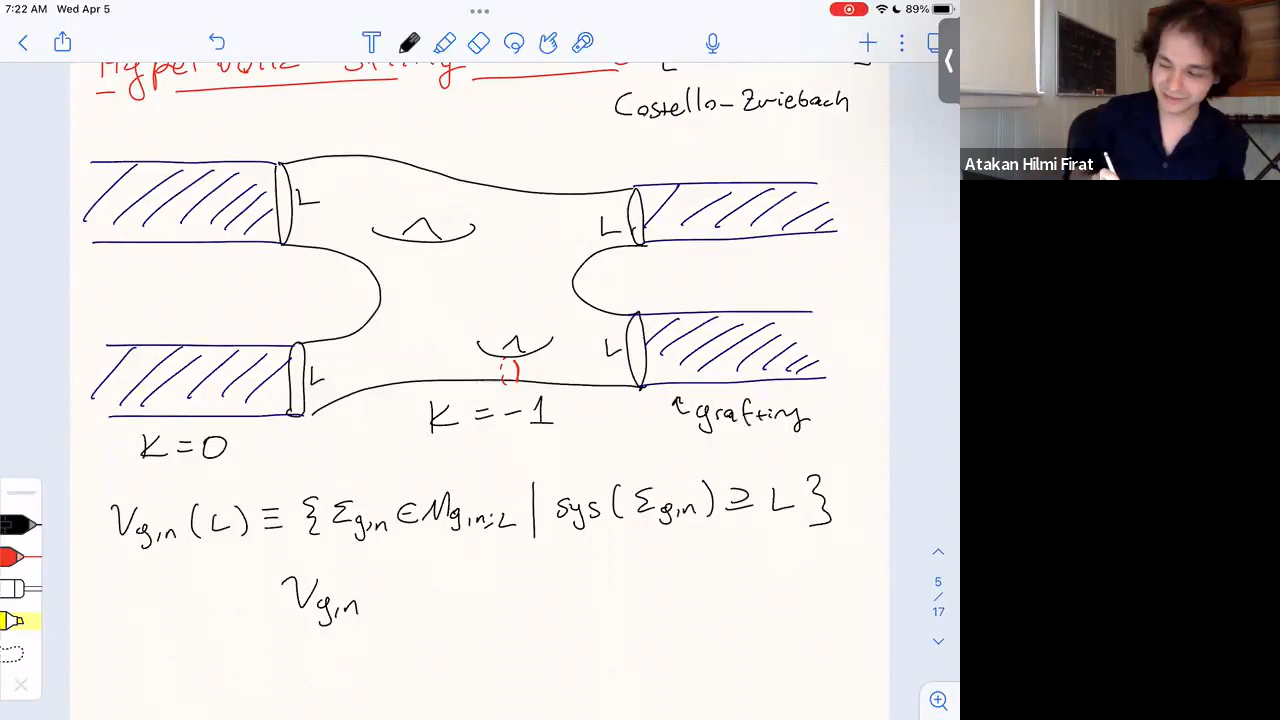 7:22 AM Wed Apr 5
89%
Costello-Zwiebach
Atakan Hilmi Firat
L
L
L
L
K = -1
grafting
K = 0
V_{g,n}(L) ≡ { Σ_{g,n} ∈ M_{g,n;L} | sys(Σ_{g,n}) ≥ L }
V_{g,n}
5
/
17